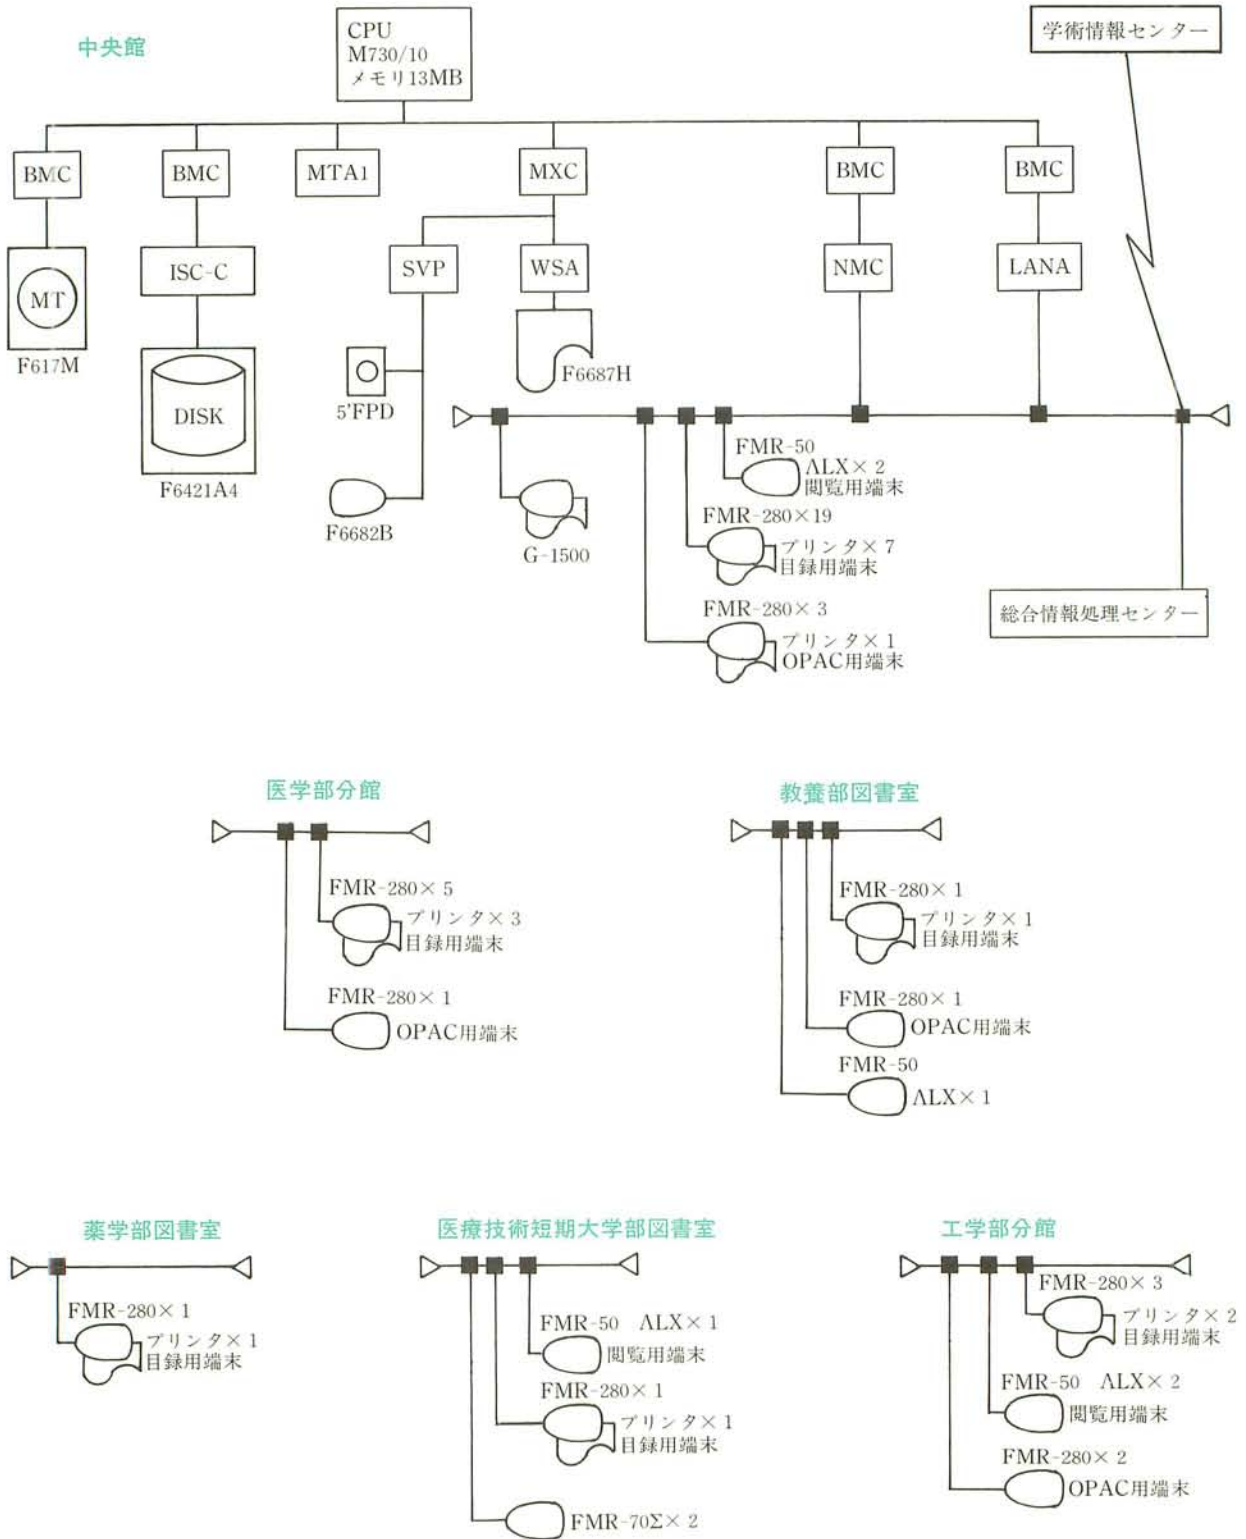 中央館
CPU
M730/10
メモリ13MB
学術情報センター
BMC
BMC
MTA1
MXC
BMC
BMC
MT
F617M
ISC-C
SVP
WSA
NMC
LANA
DISK
F6421A4
5'FPD
F6687H
F6682B
G-1500
FMR-50
ALX×2
閲覧用端末
FMR-280×19
プリンタ×7
目録用端末
FMR-280×3
プリンタ×1
OPAC用端末
総合情報処理センター
医学部分館
FMR-280×5
プリンタ×3
目録用端末
FMR-280×1
OPAC用端末
教養部図書室
FMR-280×1
プリンタ×1
目録用端末
FMR-280×1
OPAC用端末
FMR-50
ALX×1
薬学部図書室
FMR-280×1
プリンタ×1
目録用端末
医療技術短期大学部図書室
FMR-50 ALX×1
閲覧用端末
FMR-280×1
プリンタ×1
目録用端末
FMR-70Σ×2
工学部分館
FMR-280×3
プリンタ×2
目録用端末
FMR-50 ALX×2
閲覧用端末
FMR-280×2
OPAC用端末